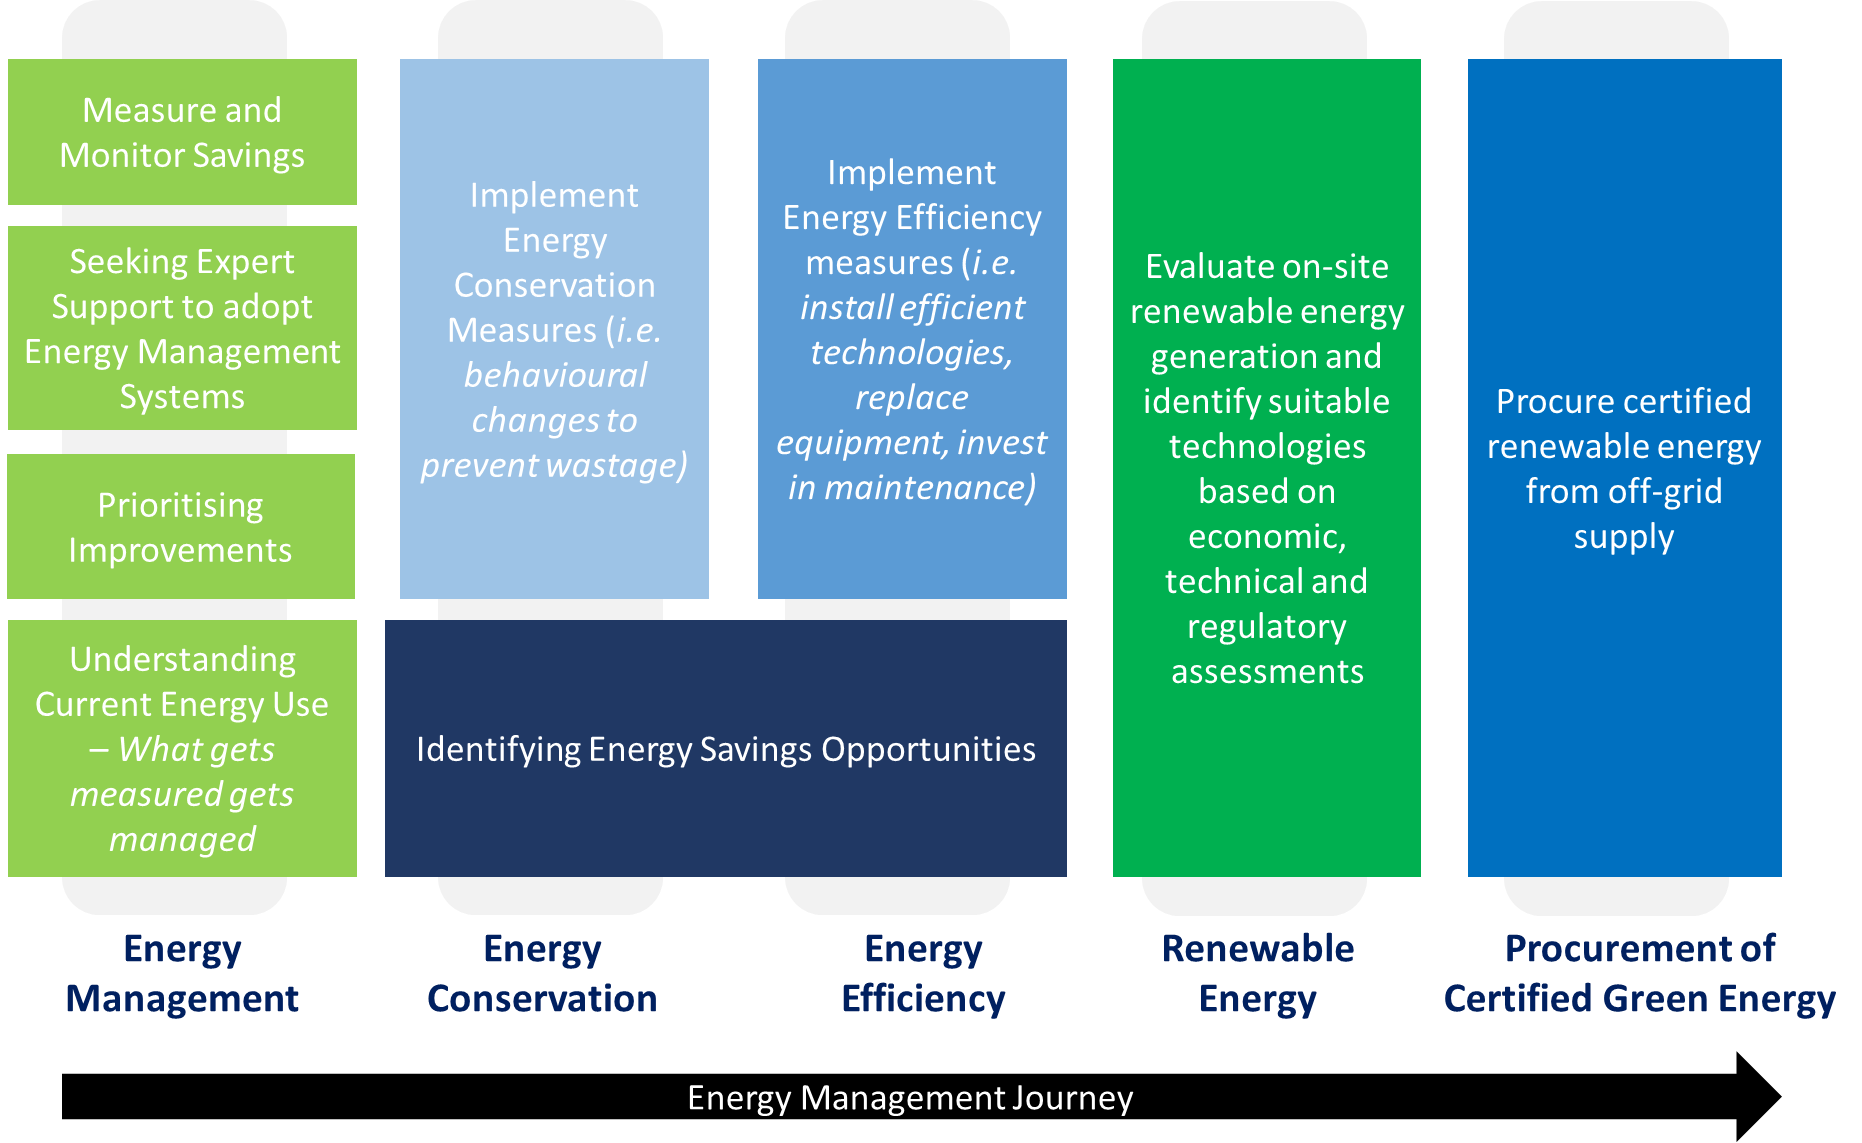 Measure and
Monitor Savings
Seeking Expert
Support to adopt
Energy Management
Systems
Prioritising
Improvements
Understanding
Current Energy Use
– What gets
measured gets
managed
Implement
Energy
Conservation
Measures (i.e.
behavioural
changes to
prevent wastage)
Implement
Energy Efficiency
measures (i.e.
install efficient
technologies,
replace
equipment, invest
in maintenance)
Identifying Energy Savings Opportunities
Evaluate on-site
renewable energy
generation and
identify suitable
technologies
based on
economic,
technical and
regulatory
assessments
Procure certified
renewable energy
from off-grid
supply
Energy
Management
Energy
Conservation
Energy
Efficiency
Renewable
Energy
Procurement of
Certified Green Energy
Energy Management Journey